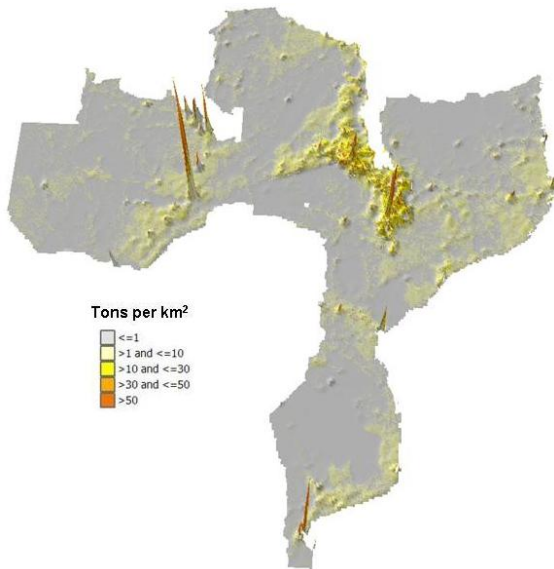 Tons per km²
<=1
>1 and <=10
>10 and <=30
>30 and <=50
>50